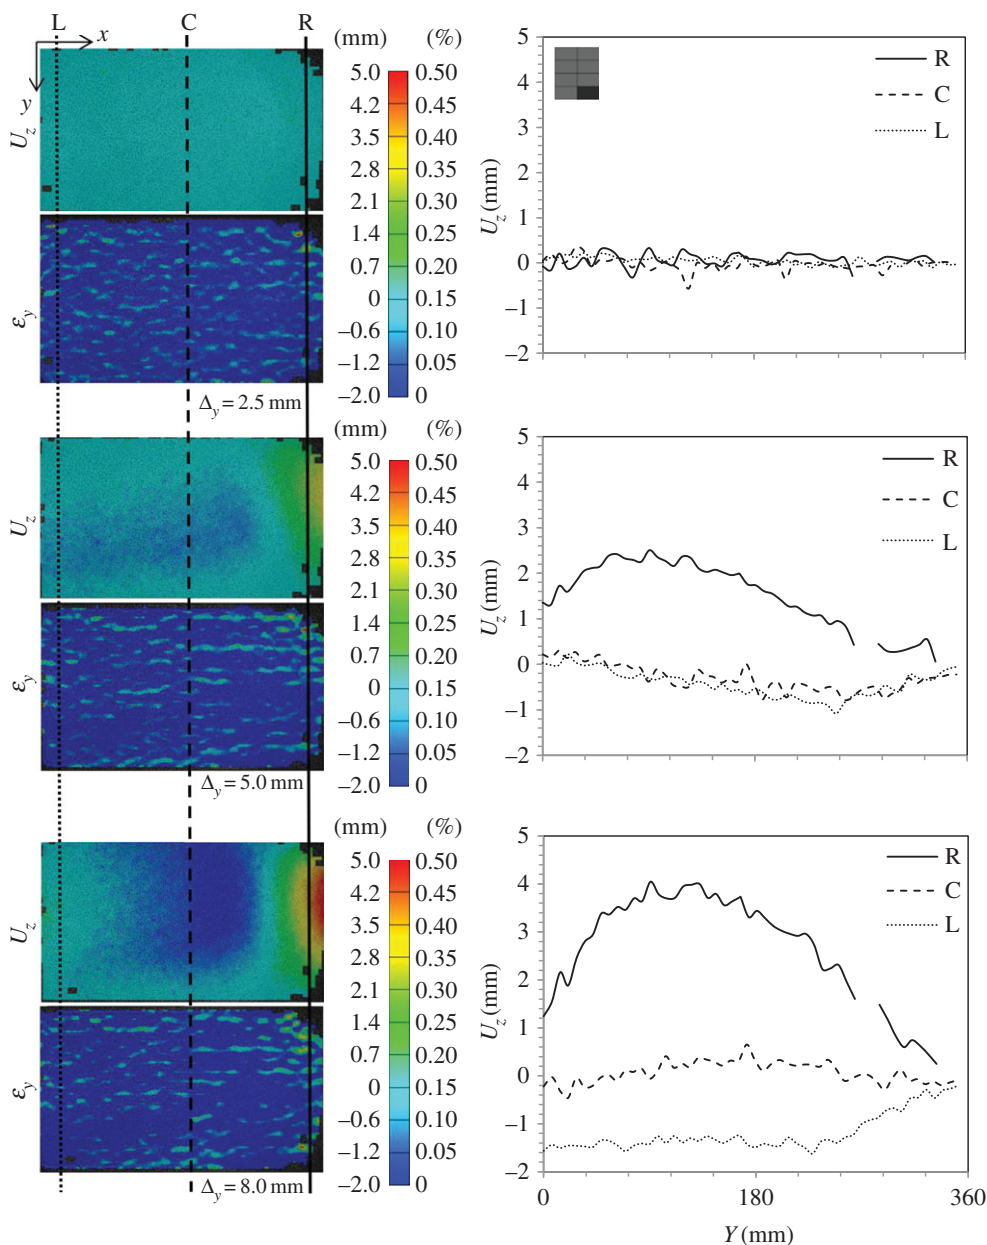 L C R
x
y
(mm) (%)
5.0 0.50
4.2 0.45
3.5 0.40
2.8 0.35
2.1 0.30
1.4 0.25
0.7 0.20
0 0.15
–0.6 0.10
–1.2 0.05
–2.0 0
U_z
ε_y
Δ_y = 2.5 mm
5
4
3
2
1
0
–1
–2
U_z (mm)
R
C
L
(mm) (%)
5.0 0.50
4.2 0.45
3.5 0.40
2.8 0.35
2.1 0.30
1.4 0.25
0.7 0.20
0 0.15
–0.6 0.10
–1.2 0.05
–2.0 0
U_z
ε_y
Δ_y = 5.0 mm
5
4
3
2
1
0
–1
–2
U_z (mm)
R
C
L
(mm) (%)
5.0 0.50
4.2 0.45
3.5 0.40
2.8 0.35
2.1 0.30
1.4 0.25
0.7 0.20
0 0.15
–0.6 0.10
–1.2 0.05
–2.0 0
U_z
ε_y
Δ_y = 8.0 mm
5
4
3
2
1
0
–1
–2
U_z (mm)
R
C
L
0 180 360
Y (mm)